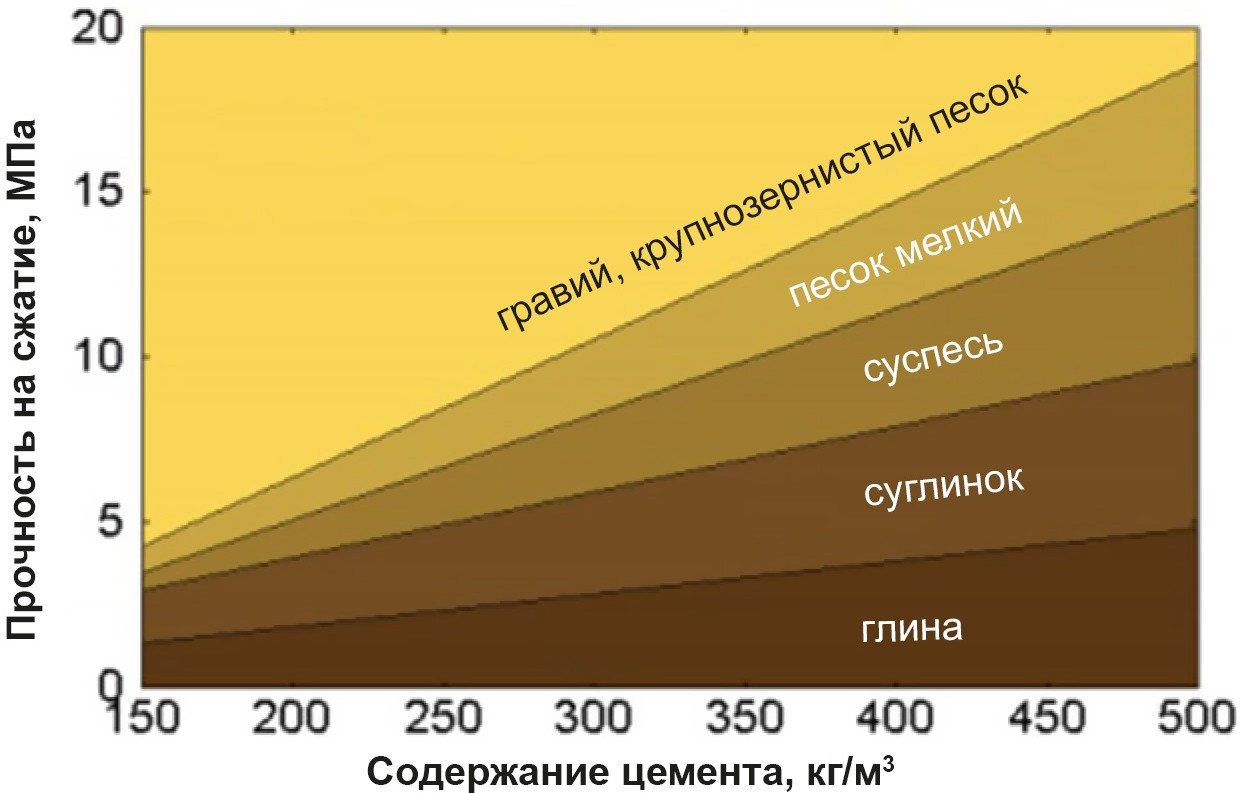 20
15
10
5
0
Прочность на сжатие, МПа
гравий, крупнозернистый песок
песок мелкий
суспесь
суглинок
глина
150 200 250 300 350 400 450 500
Содержание цемента, кг/м³